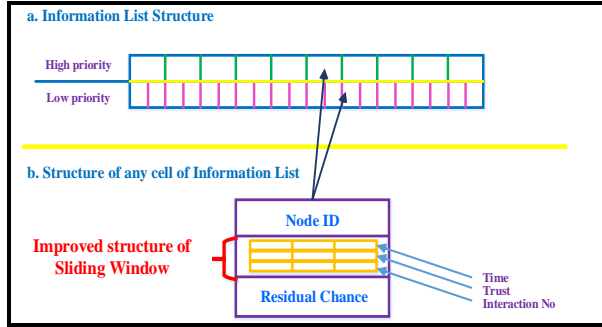 a. Information List Structure
High priority
Low priority
b. Structure of any cell of Information List
Node ID
Improved structure of
Sliding Window
Residual Chance
Time
Trust
Interaction No